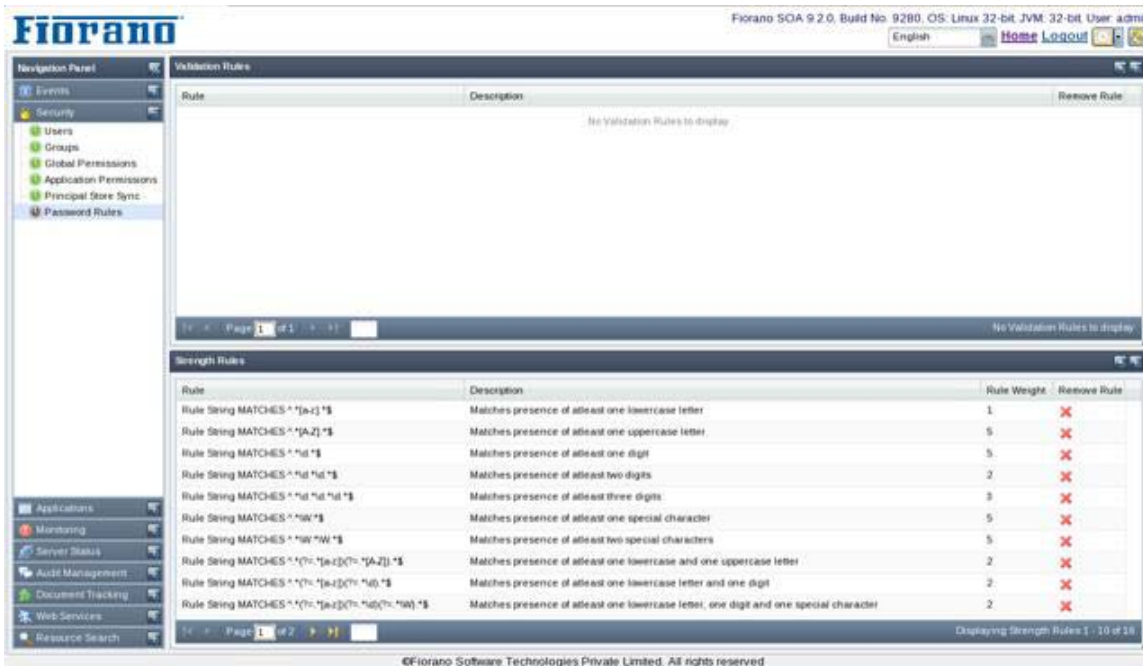 Fiorano
Fiorano SOA 9.2.0, Build No. 9280, OS: Linux 32-bit, JVM: 32-bit, User: admi
English Home Logout
Navigation Panel
Events
Security
Users
Groups
Global Permissions
Application Permissions
Principal Store Sync
Password Rules
Applications
Monitoring
Server Status
Audit Management
Document Tracking
Web Services
Resource Search
Validation Rules
Rule Description Remove Rule
No Validation Rules to display
Page 1 of 1 No Validation Rules to display
Strength Rules
Rule Description Rule Weight Remove Rule
Rule String MATCHES ^.*[a-z].*$ Matches presence of atleast one lowercase letter 1
Rule String MATCHES ^.*[A-Z].*$ Matches presence of atleast one uppercase letter 5
Rule String MATCHES ^.*\d.*$ Matches presence of atleast one digit 5
Rule String MATCHES ^.*\d.*\d.*$ Matches presence of atleast two digits 2
Rule String MATCHES ^.*\d.*\d.*\d.*$ Matches presence of atleast three digits 3
Rule String MATCHES ^.*\W.*$ Matches presence of atleast one special character 5
Rule String MATCHES ^.*\W.*\W.*$ Matches presence of atleast two special characters 5
Rule String MATCHES ^.*(?=.*[a-z])(?=.*[A-Z]).*$ Matches presence of atleast one lowercase and one uppercase letter 2
Rule String MATCHES ^.*(?=.*[a-z])(?=.*\d).*$ Matches presence of atleast one lowercase letter and one digit 2
Rule String MATCHES ^.*(?=.*[a-z])(?=.*\d)(?=.*\W).*$ Matches presence of atleast one lowercase letter, one digit and one special character 2
Page 1 of 2 Displaying Strength Rules 1 - 10 of 16
©Fiorano Software Technologies Private Limited. All rights reserved